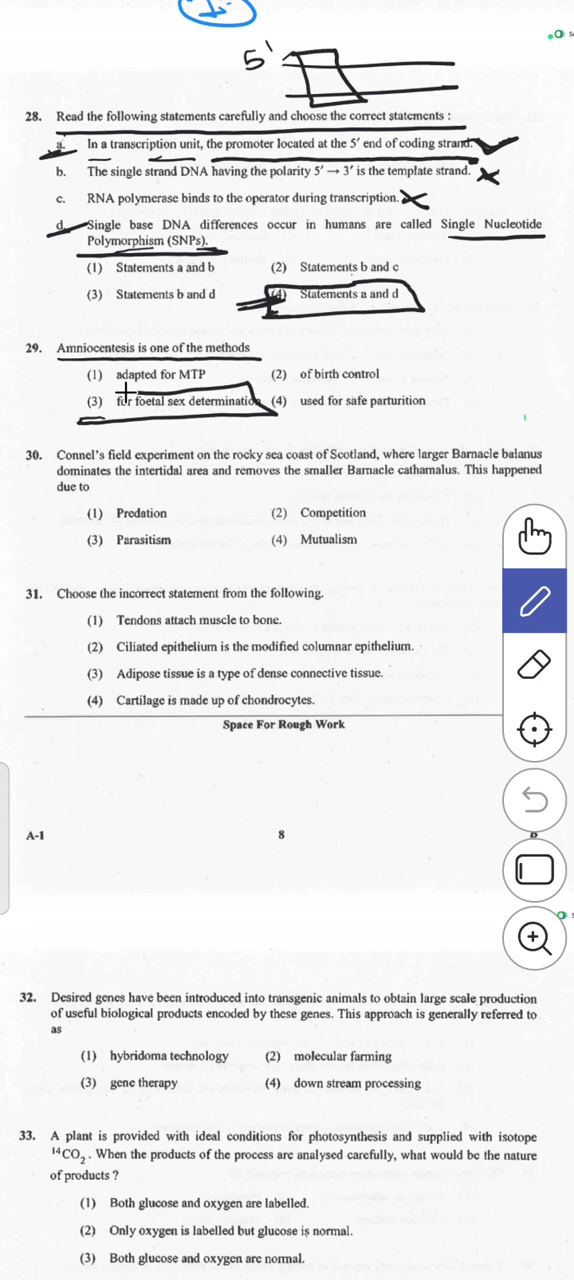 5'
28. Read the following statements carefully and choose the correct statements :
a. In a transcription unit, the promoter located at the 5' end of coding strand.
b. The single strand DNA having the polarity 5' → 3' is the template strand.
c. RNA polymerase binds to the operator during transcription.
d. Single base DNA differences occur in humans are called Single Nucleotide
Polymorphism (SNPs).
(1) Statements a and b (2) Statements b and c
(3) Statements b and d (4) Statements a and d
29. Amniocentesis is one of the methods
(1) adapted for MTP (2) of birth control
(3) for foetal sex determination (4) used for safe parturition
30. Connel's field experiment on the rocky sea coast of Scotland, where larger Barnacle balanus
dominates the intertidal area and removes the smaller Barnacle cathamalus. This happened
due to
(1) Predation (2) Competition
(3) Parasitism (4) Mutualism
31. Choose the incorrect statement from the following.
(1) Tendons attach muscle to bone.
(2) Ciliated epithelium is the modified columnar epithelium.
(3) Adipose tissue is a type of dense connective tissue.
(4) Cartilage is made up of chondrocytes.
Space For Rough Work
A-1 8
32. Desired genes have been introduced into transgenic animals to obtain large scale production
of useful biological products encoded by these genes. This approach is generally referred to
as
(1) hybridoma technology (2) molecular farming
(3) gene therapy (4) down stream processing
33. A plant is provided with ideal conditions for photosynthesis and supplied with isotope
¹⁴CO₂. When the products of the process are analysed carefully, what would be the nature
of products ?
(1) Both glucose and oxygen are labelled.
(2) Only oxygen is labelled but glucose is normal.
(3) Both glucose and oxygen are normal.